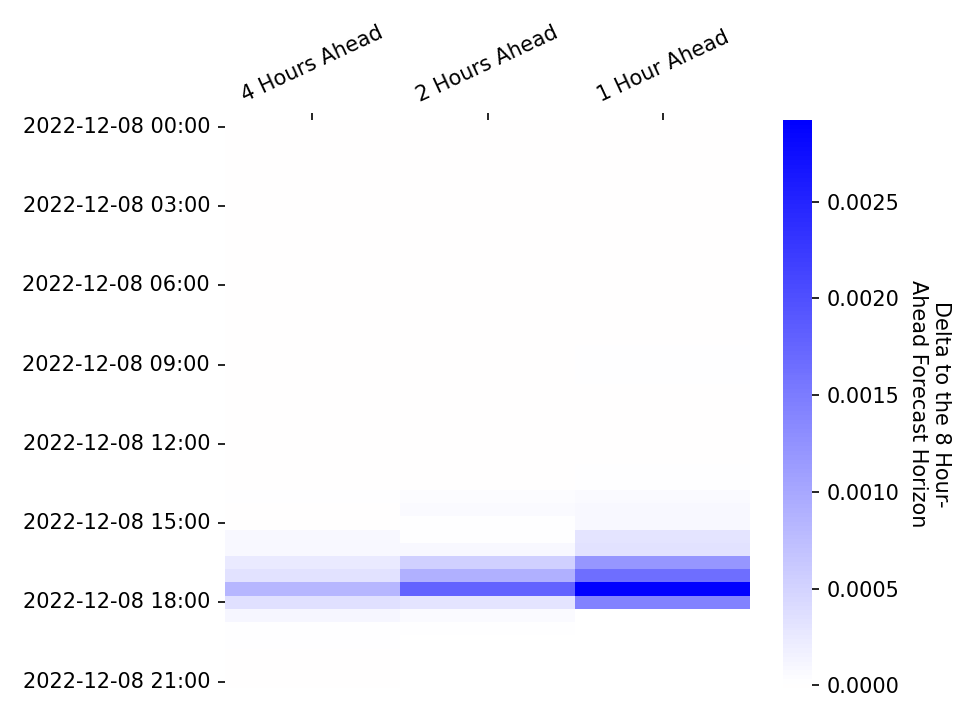 4 Hours Ahead
2 Hours Ahead
1 Hour Ahead
2022-12-08 00:00
2022-12-08 03:00
2022-12-08 06:00
2022-12-08 09:00
2022-12-08 12:00
2022-12-08 15:00
2022-12-08 18:00
2022-12-08 21:00
0.0025
0.0020
0.0015
0.0010
0.0005
0.0000
Delta to the 8 Hour-
Ahead Forecast Horizon